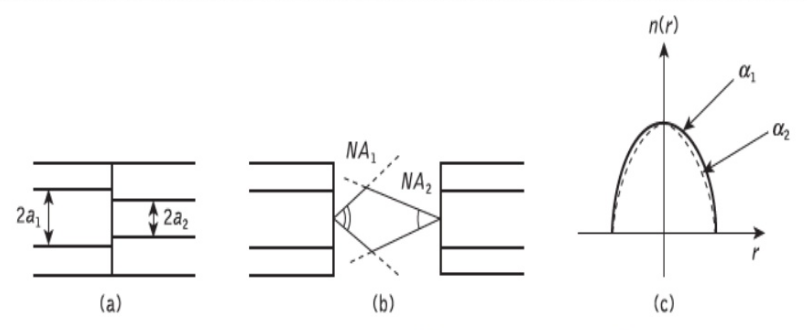 2a₁
2a₂
(a)
NA₁
NA₂
(b)
n(r)
α₁
α₂
r
(c)